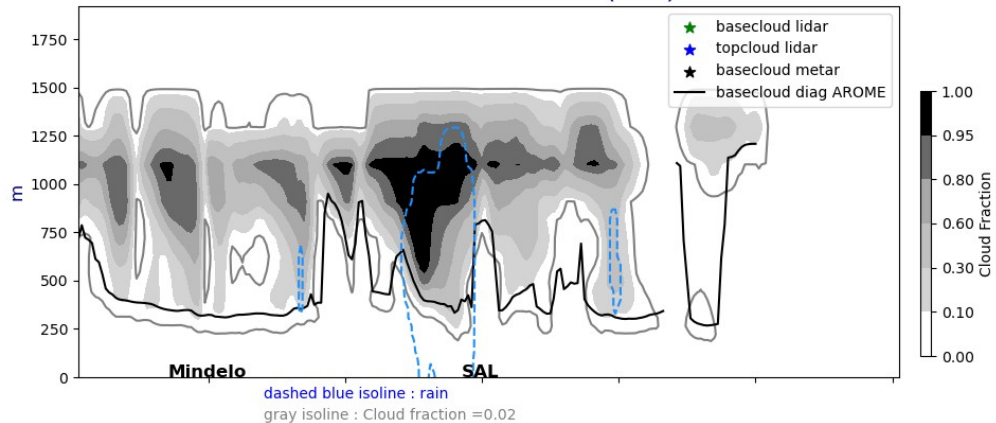 basecloud lidar
topcloud lidar
basecloud metar
basecloud diag AROME
1750
1500
1250
1000
750
500
250
0
m
1.00
0.95
0.80
0.60
0.30
0.10
0.00
Cloud Fraction
Mindelo
SAL
dashed blue isoline : rain
gray isoline : Cloud fraction =0.02